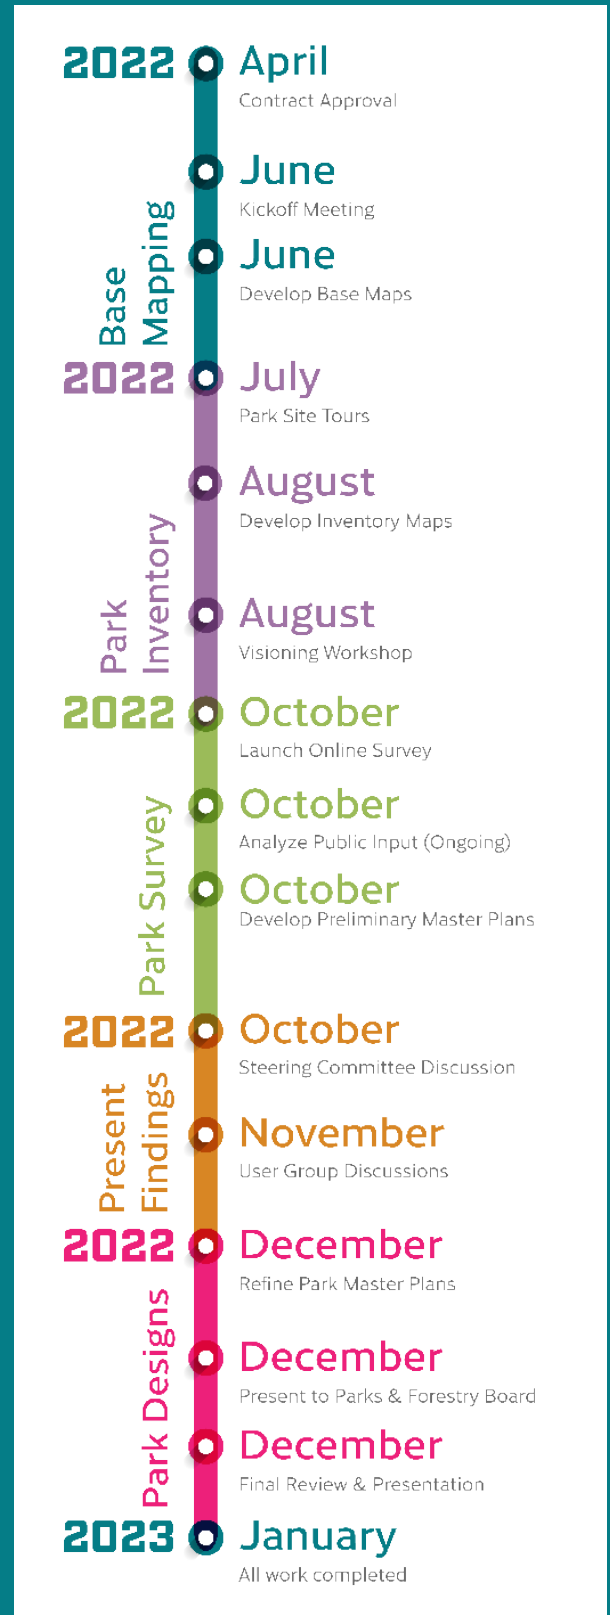 2022 April
Contract Approval
June
Kickoff Meeting
Base
Mapping
June
Develop Base Maps
2022 July
Park Site Tours
August
Develop Inventory Maps
Park
Inventory
August
Visioning Workshop
2022 October
Launch Online Survey
October
Analyze Public Input (Ongoing)
Park Survey
October
Develop Preliminary Master Plans
2022 October
Steering Committee Discussion
Present
Findings
November
User Group Discussions
2022 December
Refine Park Master Plans
Park Designs
December
Present to Parks & Forestry Board
December
Final Review & Presentation
2023 January
All work completed